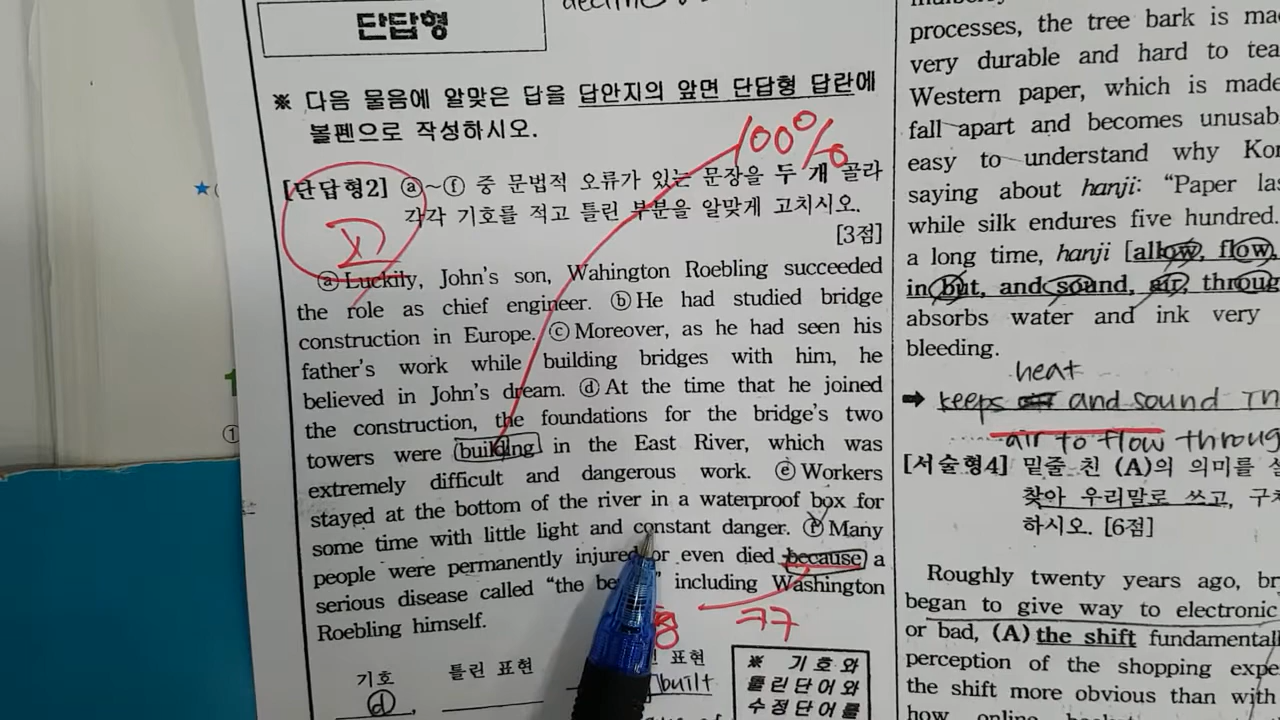 단답형
※ 다음 물음에 알맞은 답을 답안지의 앞면 단답형 답란에
볼펜으로 작성하시오.
100%
[단답형2] ⓐ~ⓕ 중 문법적 오류가 있는 문장을 두 개 골라
각각 기호를 적고 틀린 부분을 알맞게 고치시오.
[3점]
ⓐLuckily, John's son, Wahington Roebling succeeded
the role as chief engineer. ⓑHe had studied bridge
construction in Europe. ⓒMoreover, as he had seen his
father's work while building bridges with him, he
believed in John's dream. ⓓAt the time that he joined
the construction, the foundations for the bridge's two
towers were building in the East River, which was
extremely difficult and dangerous work. ⓔWorkers
stayed at the bottom of the river in a waterproof box for
some time with little light and constant danger. ⓕMany
people were permanently injured or even died because a
serious disease called "the be " including Washington
Roebling himself.
구
기호
틀린 표현
표현
ⓓ
built
※ 기호와
틀린단어와
수정단어를
processes, the tree bark is ma
very durable and hard to tea
Western paper, which is made
fall apart and becomes unusab
easy to understand why Kor
saying about hanji: "Paper las
while silk endures five hundred.
a long time, hanji [allow, flow,
in but, and sound, air, throug
absorbs water and ink very
bleeding.
heat
➡ keeps and sound in
air to flow throug
[서술형4] 밑줄 친 (A)의 의미를
찾아 우리말로 쓰고, 구
하시오. [6점]
Roughly twenty years ago, br
began to give way to electronic
or bad, (A) the shift fundamental
perception of the shopping expe
the shift more obvious than with
how online